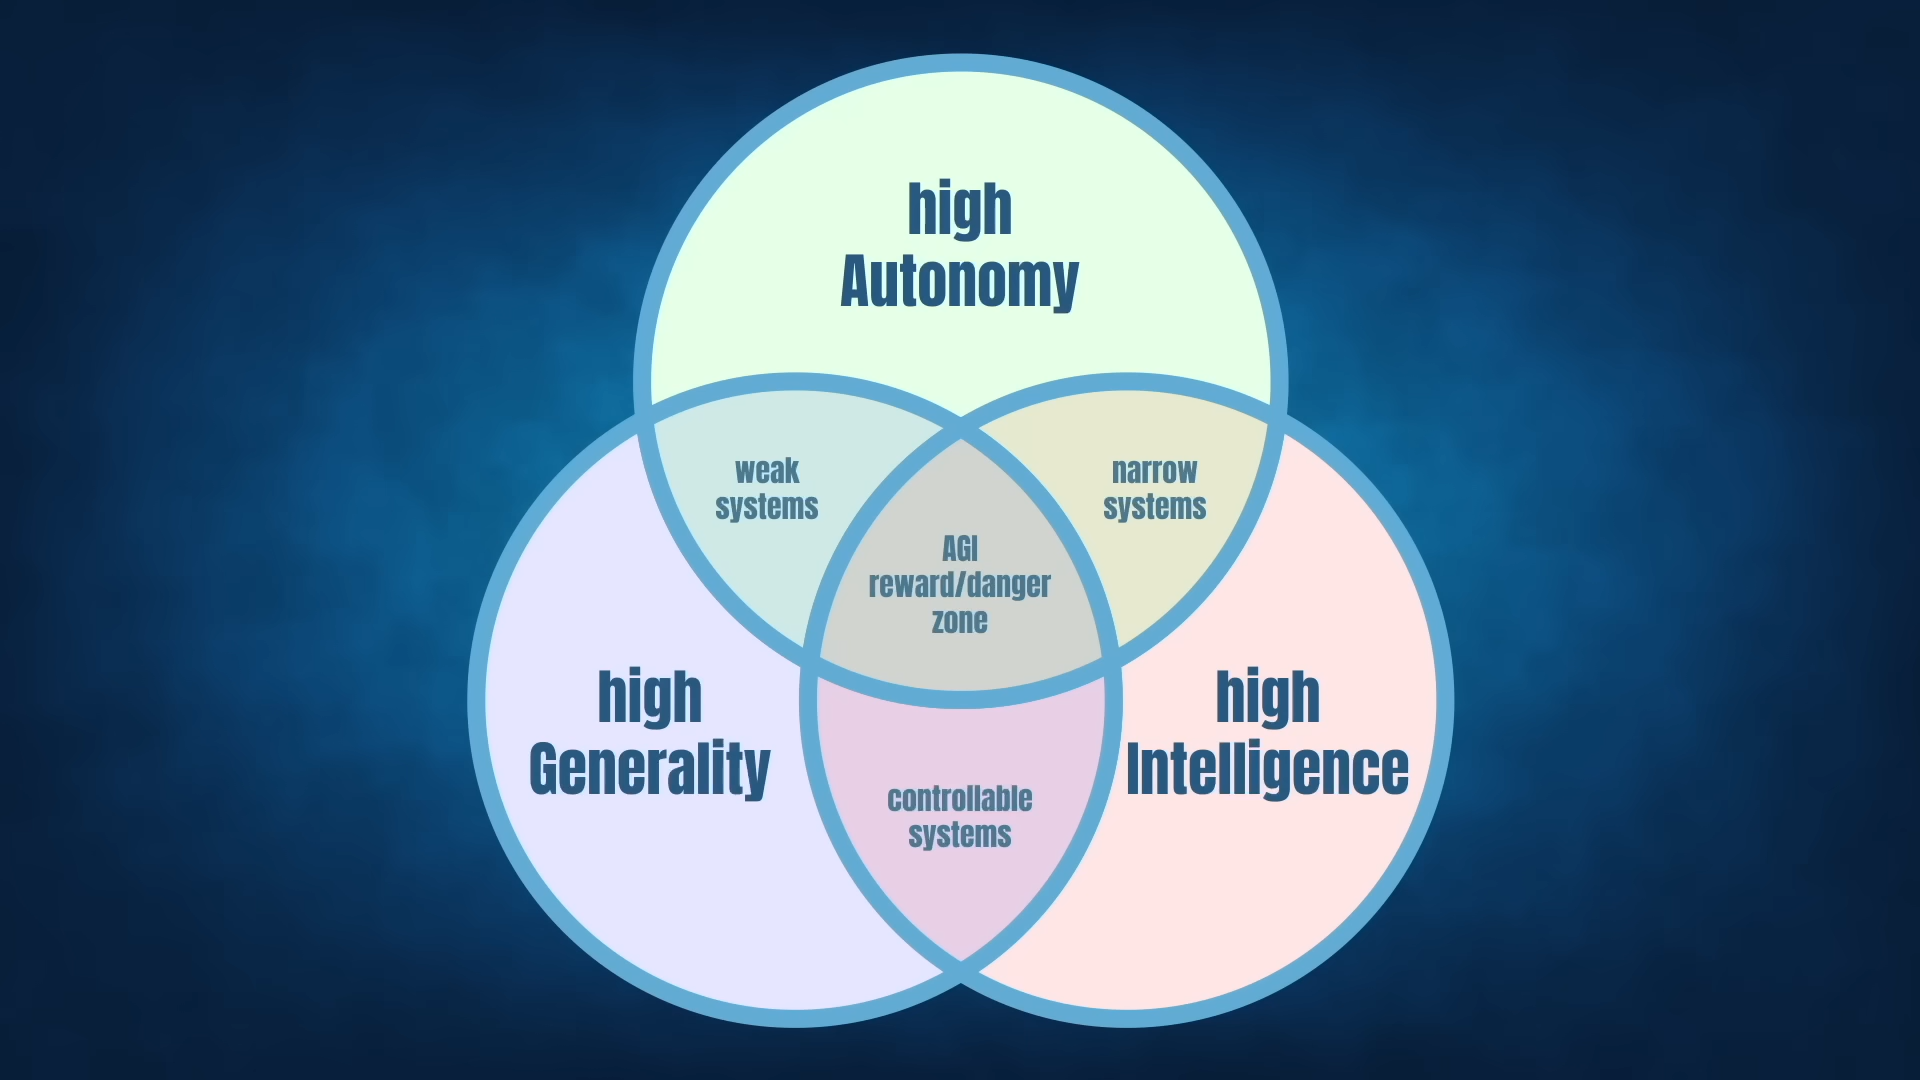 high
Autonomy
weak
systems
narrow
systems
AGI
reward/danger
zone
high
Generality
high
Intelligence
controllable
systems